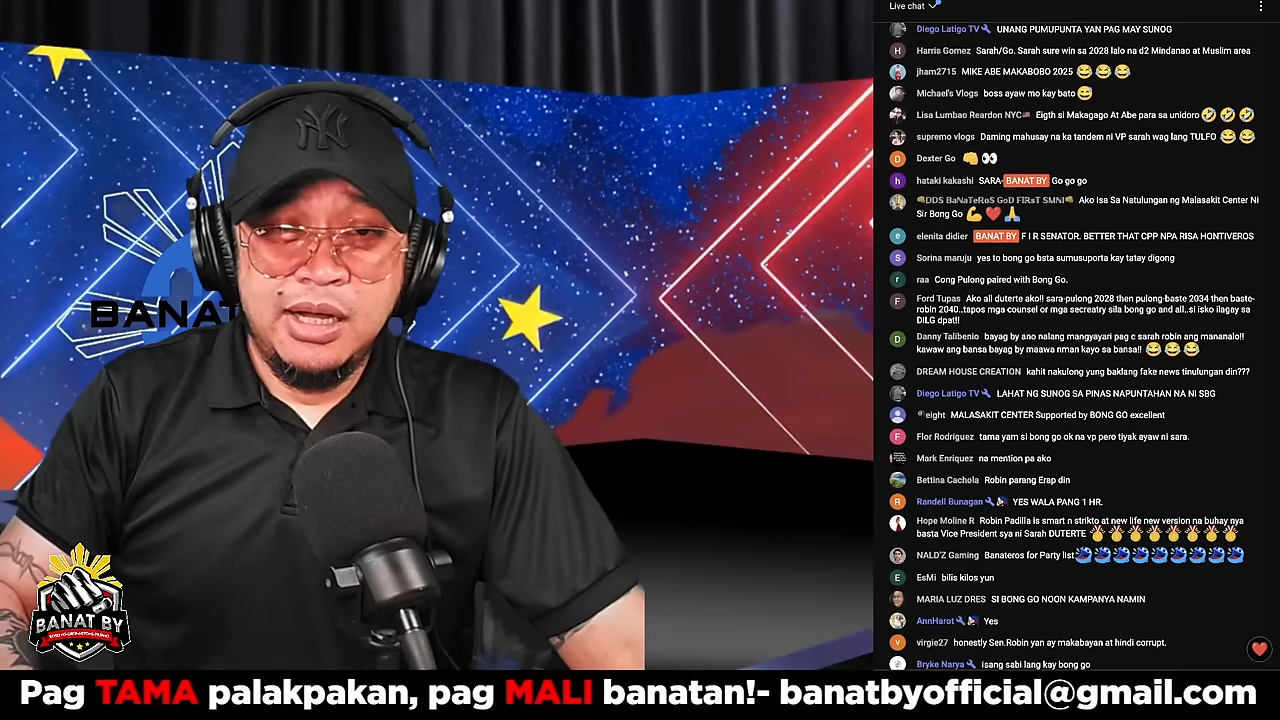 Live chat
Diego Latigo TV UNANG PUMUPUNTA YAN PAG MAY SUNOG
H Harris Gomez Sarah/Go. Sarah sure win sa 2028 lalo na d2 Mindanao at Muslim area
jham2715 MIKE ABE MAKABOBO 2025 😂 😂 😂
Michael's Vlogs boss ayaw mo kay bato 😅
Lisa Lumbao Reardon NYC Eigth si Makagago At Abe para sa unidoro 🤣 🤣 🤣
supremo vlogs Daming mahusay na ka tandem ni VP sarah wag lang TULFO 😂 😂
D Dexter Go 👊 👀
h hataki kakashi SARA-BANAT BY Go go go
DDS BaNaTeRoS GoD FIRsT SMNI Ako Isa Sa Natulungan ng Malasakit Center Ni
Sir Bong Go 💪 ❤️ 🙏
e elenita didier BANAT BY F I R SENATOR. BETTER THAT CPP NPA RISA HONTIVEROS
S Sorina maruju yes to bong go bsta sumusuporta kay tatay digong
r raa Cong Pulong paired with Bong Go.
F Ford Tupas Ako all duterte ako!! sara-pulong 2028 then pulong-baste 2034 then baste-
robin 2040..tapos mga counsel or mga secreatry sila bong go and all..si isko ilagay sa
DILG dpat!!
D Danny Talibenio bayag by ano nalang mangyayari pag c sarah robin ang mananalo!!
kawaw ang bansa bayag by maawa nman kayo sa bansa!! 😂 😂 😂
DREAM HOUSE CREATION kahit nakulong yung baklang fake news tinulungan din???
Diego Latigo TV LAHAT NG SUNOG SA PINAS NAPUNTAHAN NA NI SBG
eight MALASAKIT CENTER Supported by BONG GO excellent
F Flor Rodriguez tama yam si bong go ok na vp pero tiyak ayaw ni sara.
Mark Enriquez na mention pa ako
Bettina Cachola Robin parang Erap din
R Randell Bunagan YES WALA PANG 1 HR.
Hope Moline R Robin Padilla is smart n strikto at new life new version na buhay nya
basta Vice President sya ni Sarah DUTERTE
NALD'Z Gaming Banateros for Party list
E EsMi bilis kilos yun
MARIA LUZ DRES SI BONG GO NOON KAMPANYA NAMIN
AnnHarot Yes
v virgie27 honestly Sen.Robin yan ay makabayan at hindi corrupt.
Bryke Narya isang sabi lang kay bong go
NY
BANAT
BANAT BY
Pag TAMA palakpakan, pag MALI banatan!- banatbyofficial@gmail.com